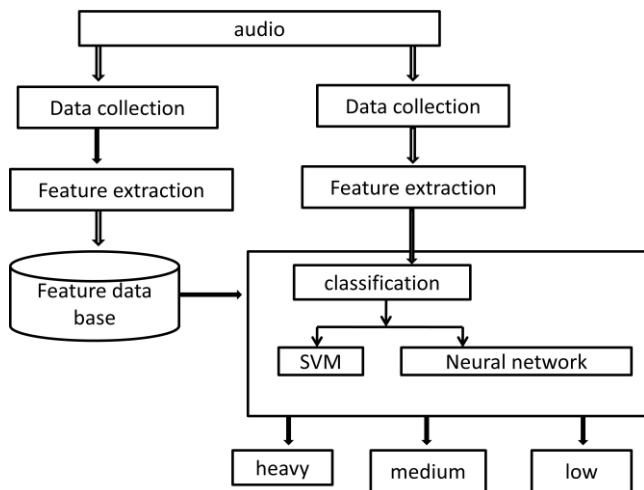 audio
Data collection
Data collection
Feature extraction
Feature extraction
Feature data
base
classification
SVM
Neural network
heavy
medium
low